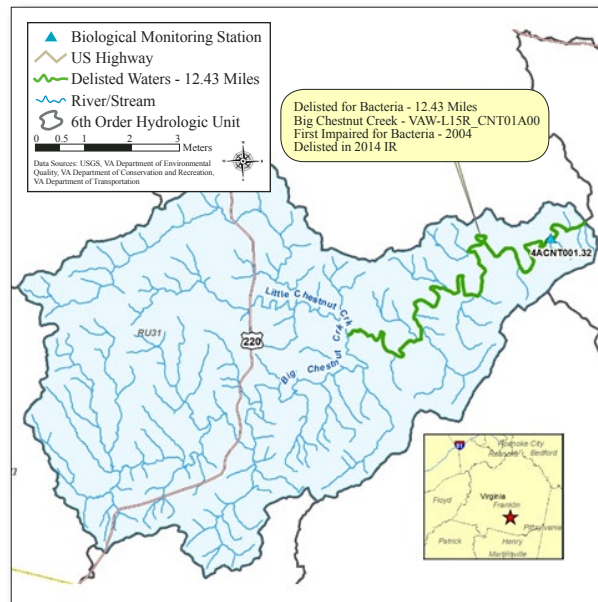 Biological Monitoring Station
US Highway
Delisted Waters - 12.43 Miles
River/Stream
6th Order Hydrologic Unit
0 0.5 1 2 3
Meters
Data Sources: USGS, VA Department of Environmental
Quality, VA Department of Conservation and Recreation,
VA Department of Transportation
Delisted for Bacteria - 12.43 Miles
Big Chestnut Creek - VAW-L15R_CNT01A00
First Impaired for Bacteria - 2004
Delisted in 2014 IR
4ACNT001.32
Little Chestnut Crk
RU31
220
Big Chestnut Crk
81
Roanoke City
Roanoke
Bedford
Floyd
Virginia
Franklin
Pittsylvania
Patrick
Henry
Martinsville